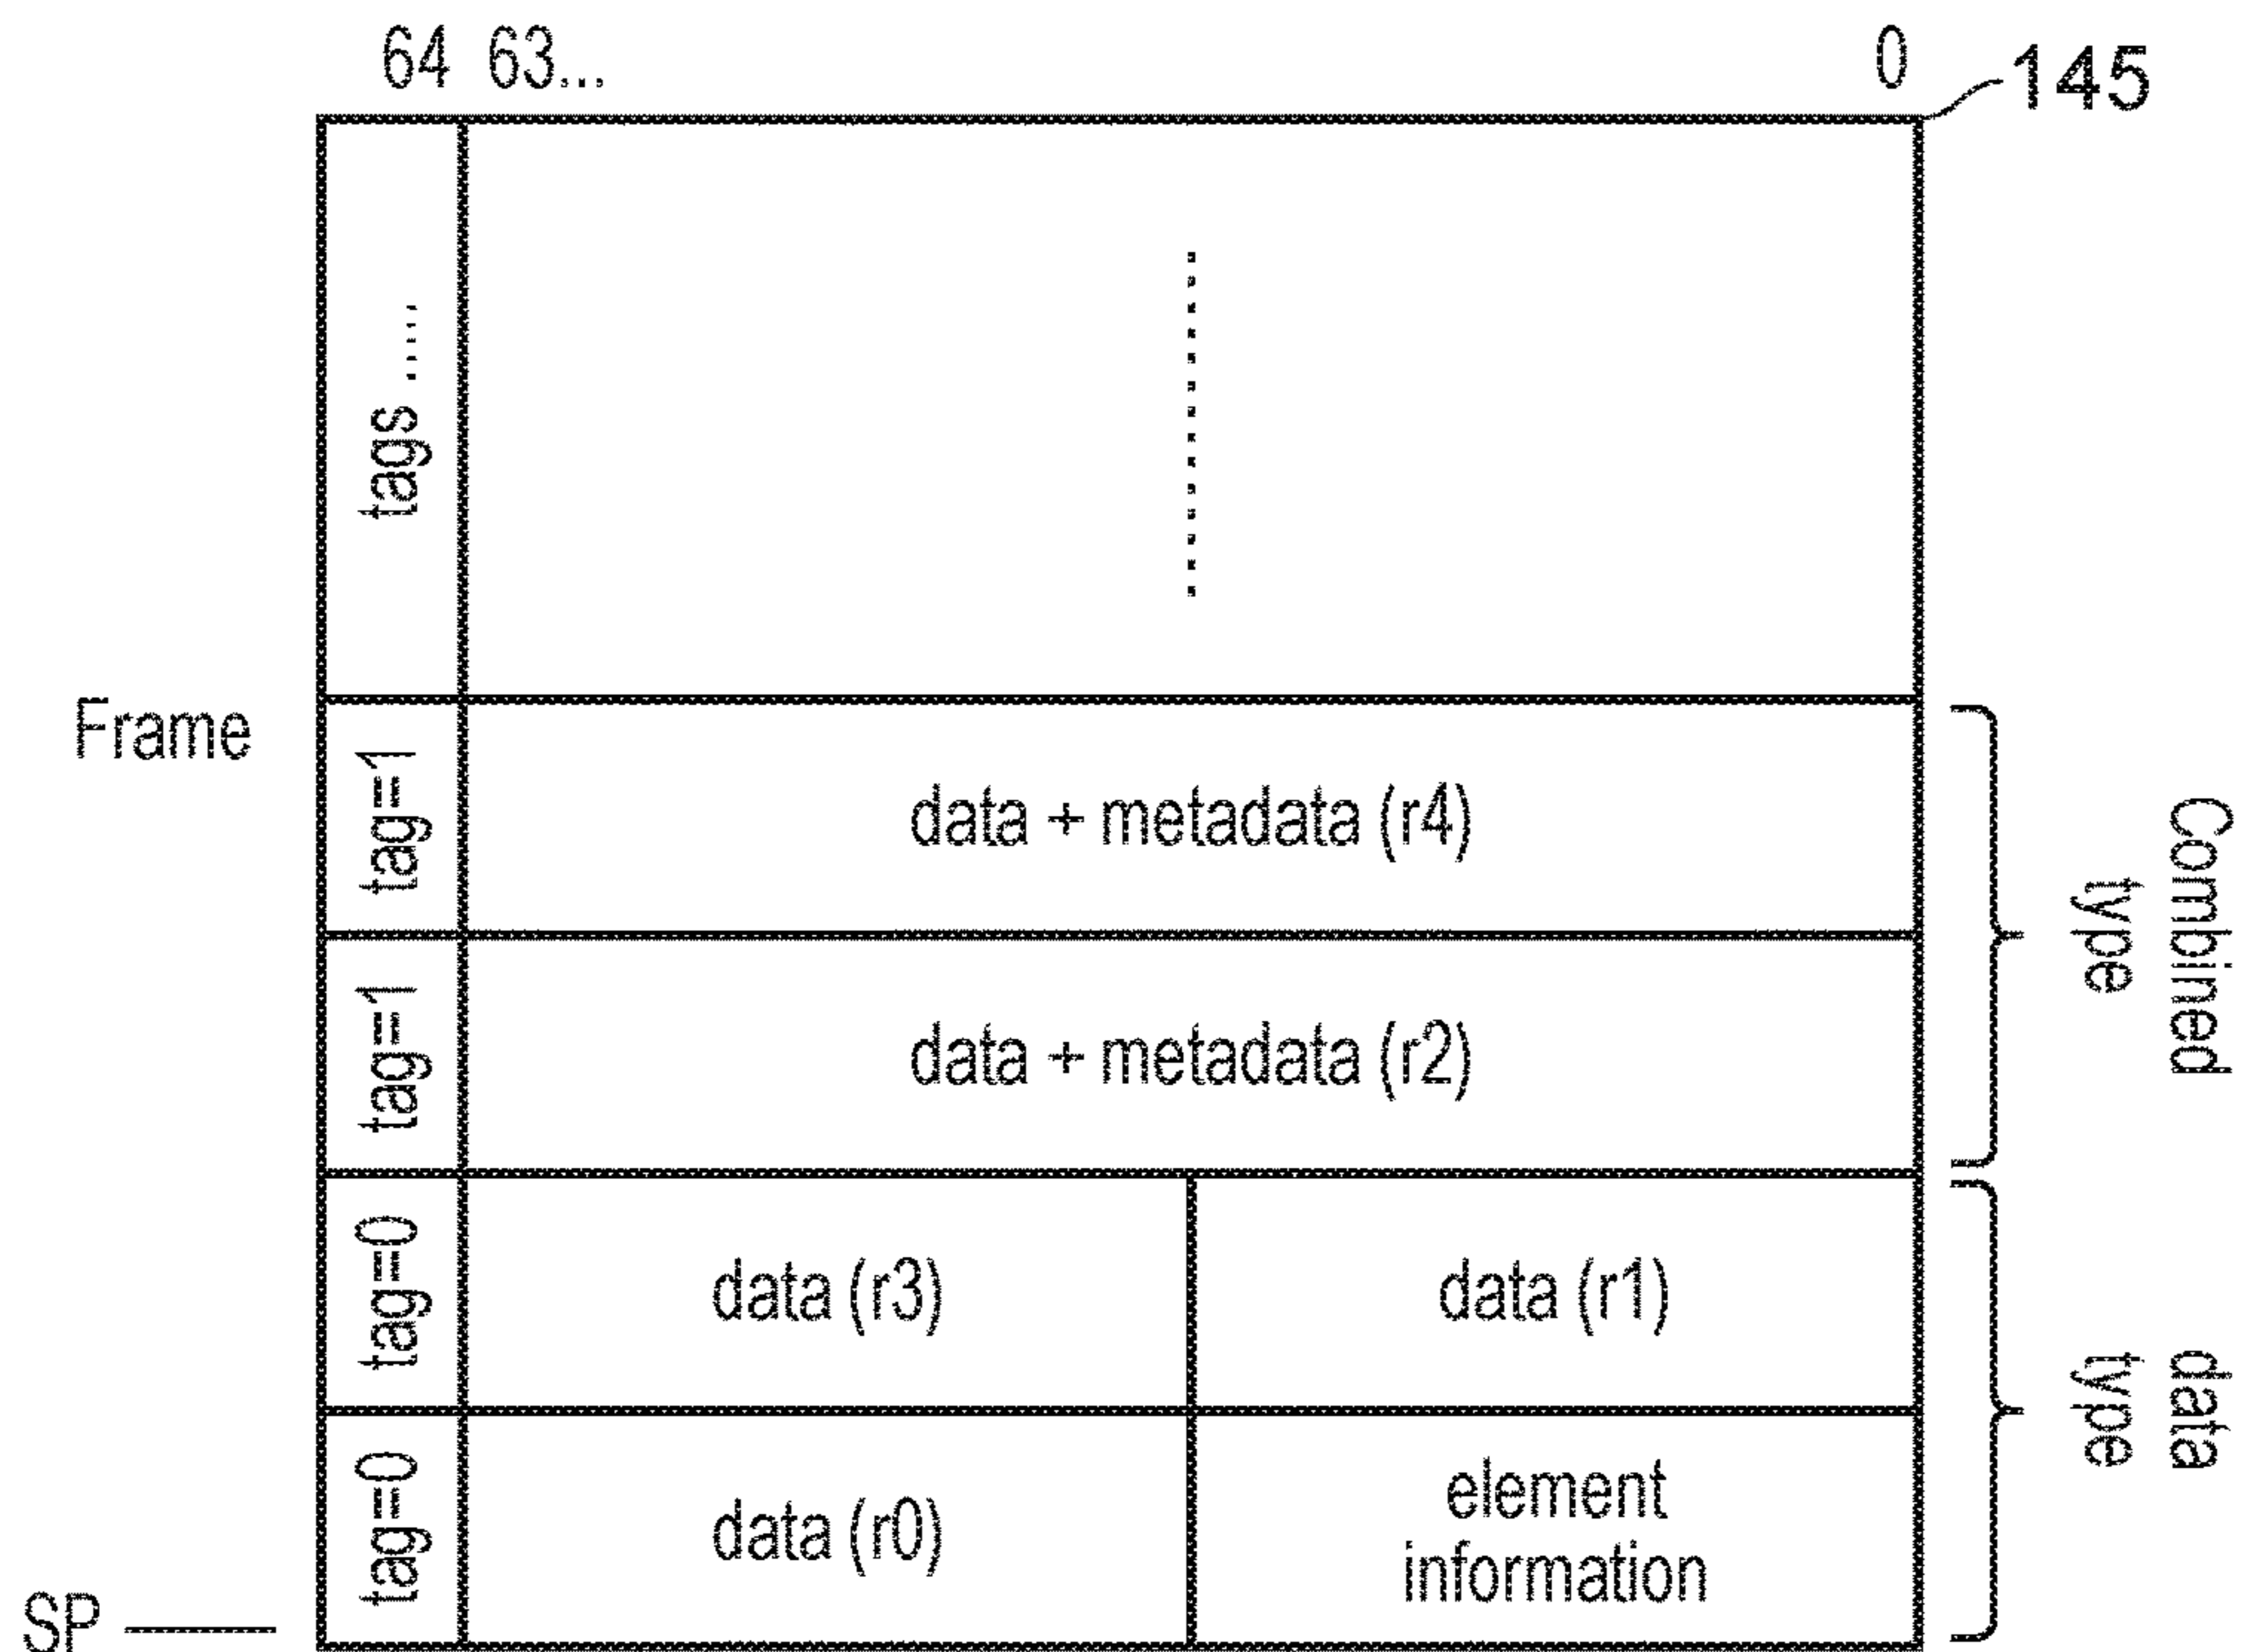 64 63... 0
145
tags .....
Frame
tag=1
data + metadata (r4)
Combined
type
tag=1
data + metadata (r2)
tag=0
data (r3)
data (r1)
data
type
tag=0
data (r0)
element
information
SP